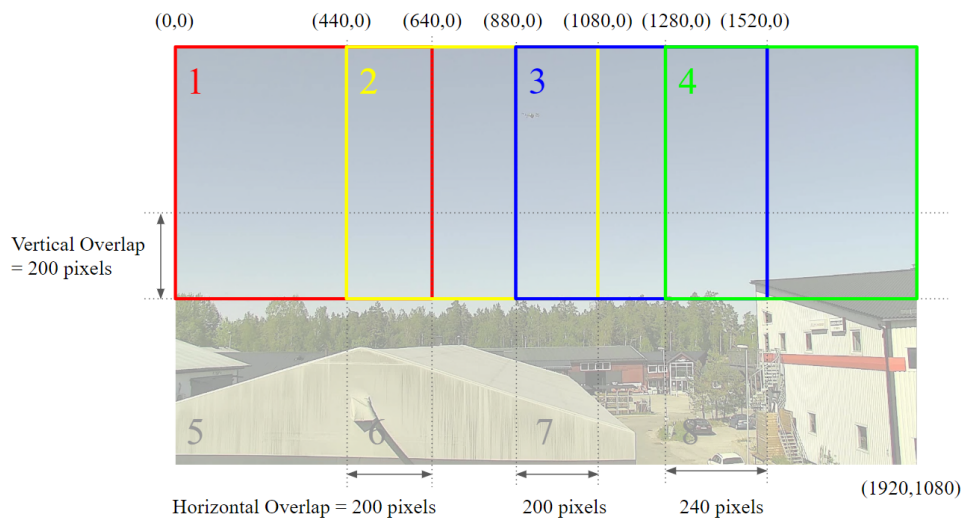 (0,0) (440,0) (640,0) (880,0) (1080,0) (1280,0) (1520,0)
1 2 3 4
Vertical Overlap
= 200 pixels
5 6 7 8
(1920,1080)
Horizontal Overlap = 200 pixels 200 pixels 240 pixels